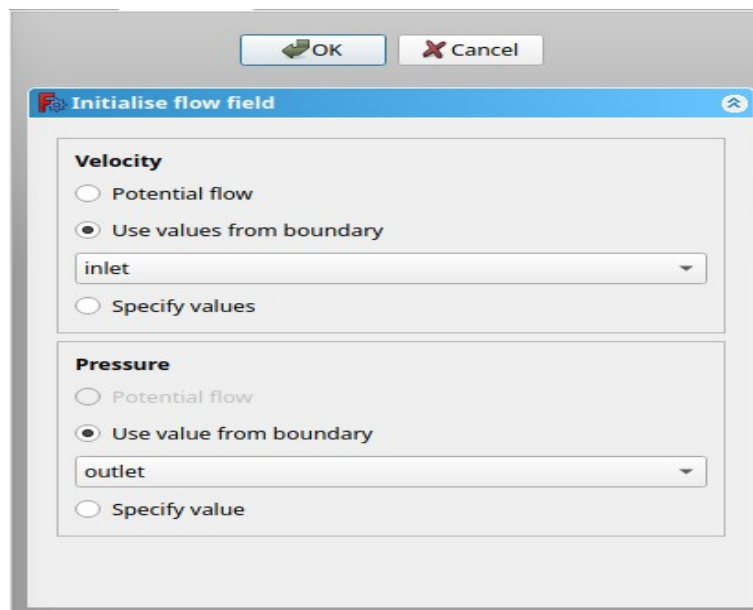 OK Cancel
Initialise flow field
Velocity
Potential flow
Use values from boundary
inlet
Specify values
Pressure
Potential flow
Use value from boundary
outlet
Specify value